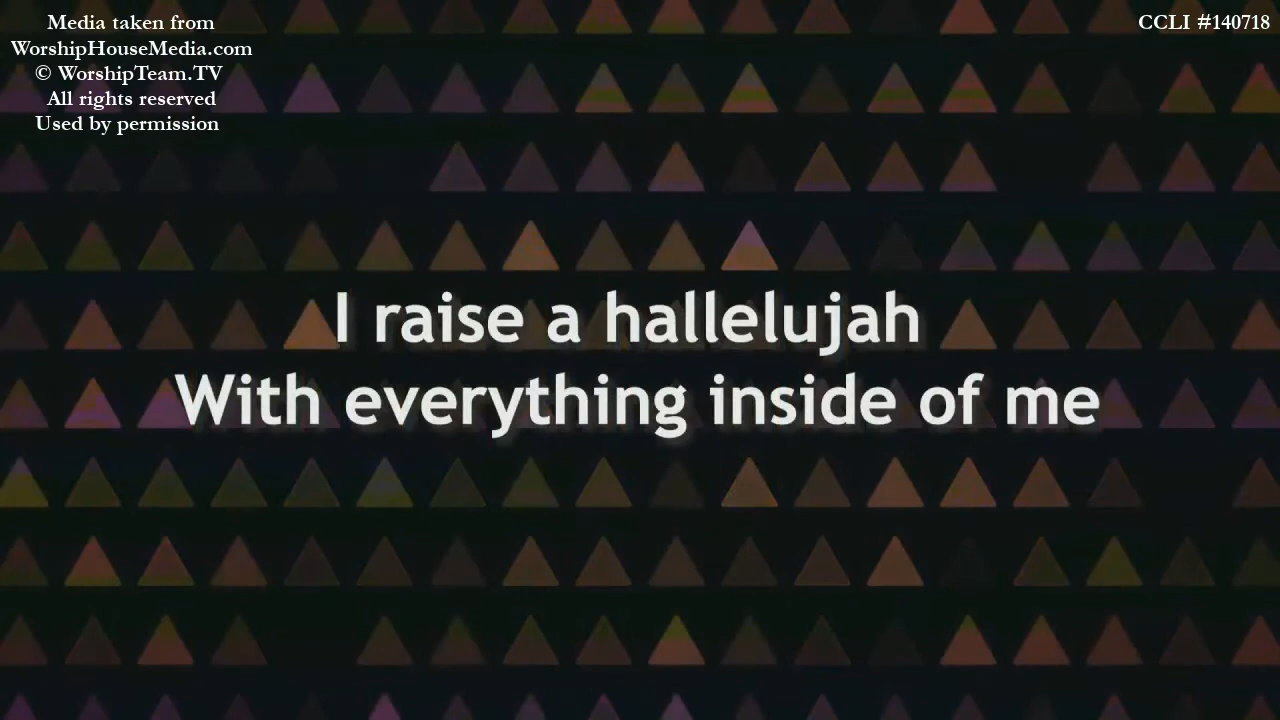 Media taken from
WorshipHouseMedia.com
© WorshipTeam.TV
All rights reserved
Used by permission
CCLI #140718
I raise a hallelujah
With everything inside of me